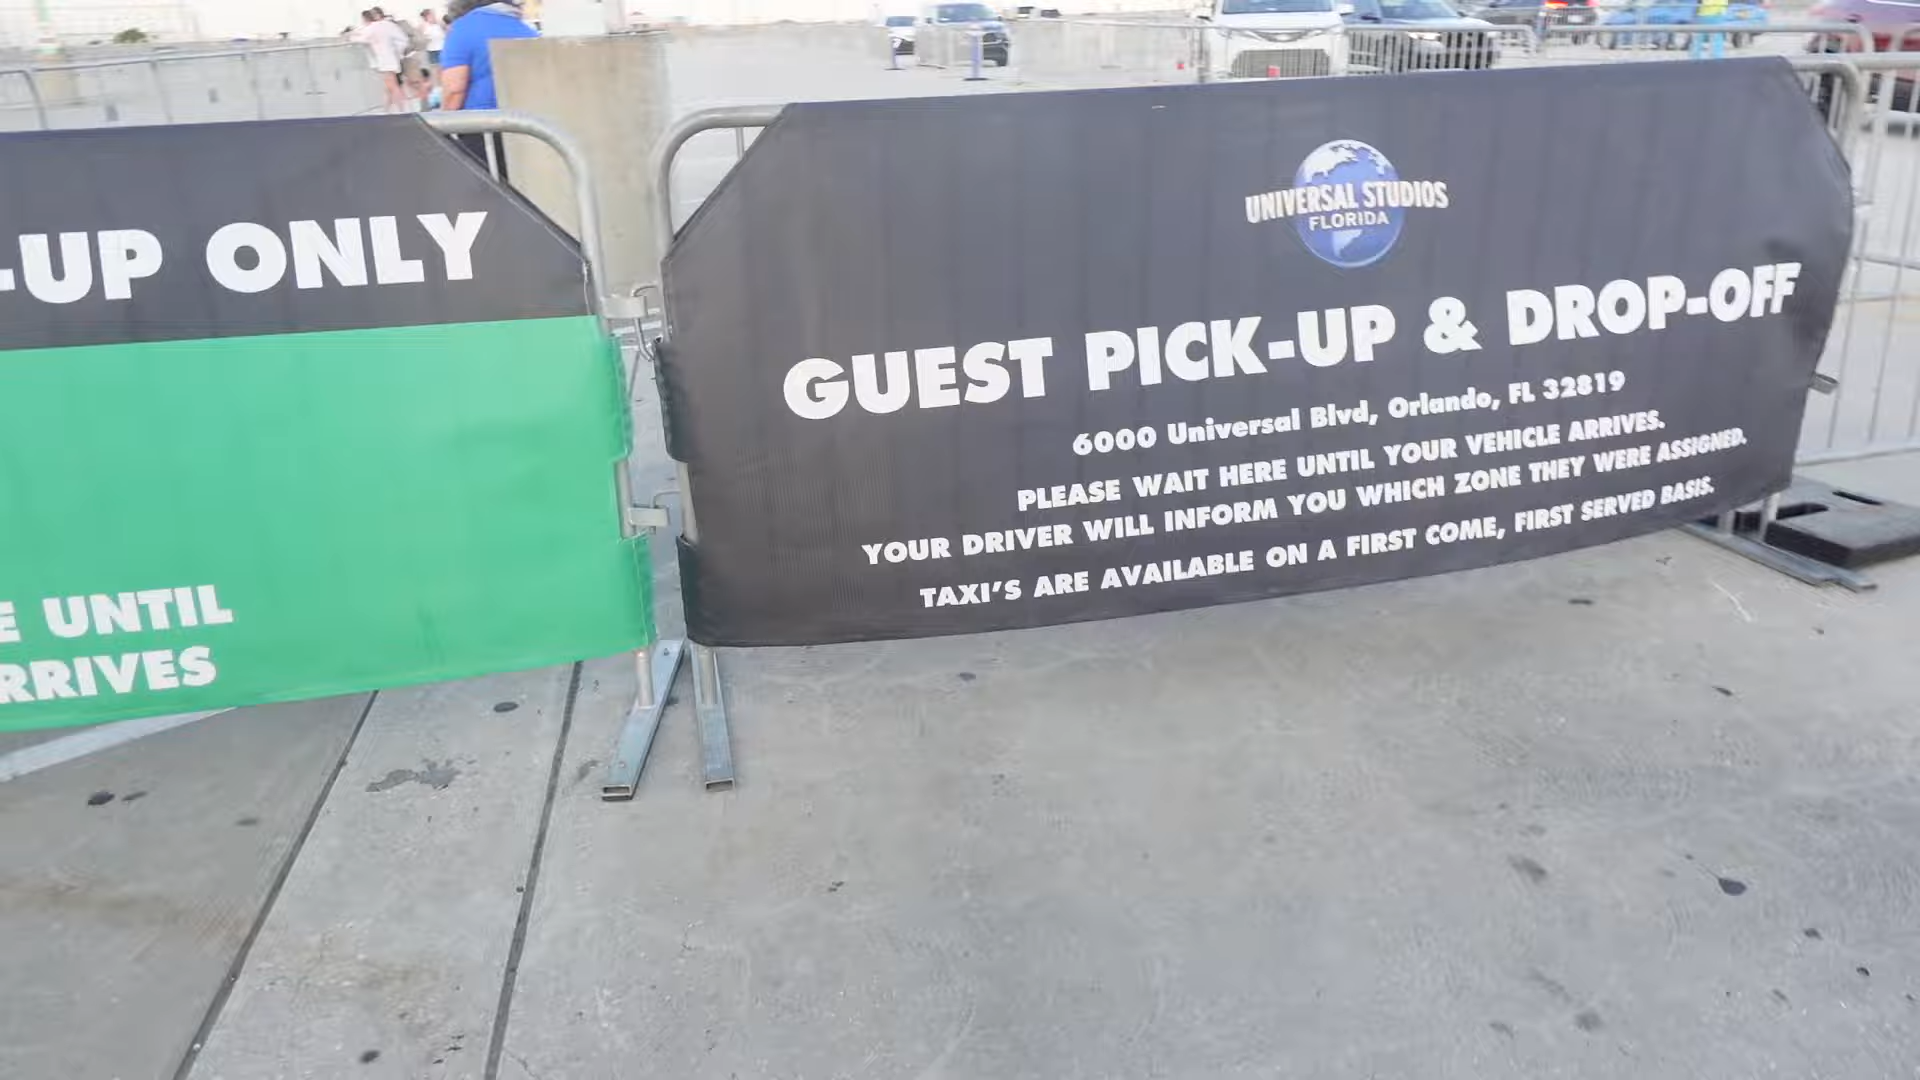 -UP ONLY
UNTIL
UNIVERSAL STUDIOS
FLORIDA
GUEST PICK-UP & DROP-OFF
6000 Universal Blvd, Orlando, FL 32819
PLEASE WAIT HERE UNTIL YOUR VEHICLE ARRIVES.
YOUR DRIVER WILL INFORM YOU WHICH ZONE THEY WERE ASSIGNED.
TAXI'S ARE AVAILABLE ON A FIRST COME, FIRST SERVED BASIS.